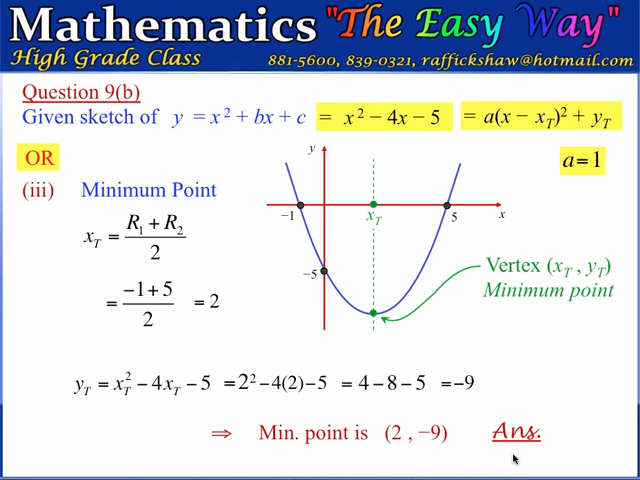 Mathematics "The Easy Way"
High Grade Class 881-5600, 839-0321, raffickshaw@hotmail.com
Question 9(b)
Given sketch of y = x² + bx + c = x² − 4x − 5 = a(x − x_T)² + y_T
OR
a = 1
(iii) Minimum Point
x_T = (R₁ + R₂)/2
= (−1 + 5)/2 = 2
y
−1 x_T 5 x
−5
Vertex (x_T , y_T)
Minimum point
y_T = x_T² − 4x_T − 5 = 2² − 4(2) − 5 = 4 − 8 − 5 = −9
⇒ Min. point is (2 , −9) Ans.